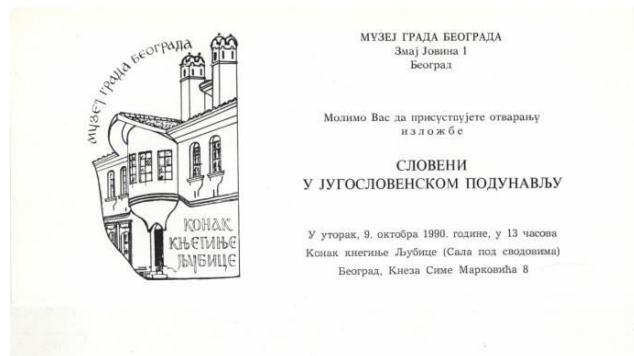 МУЗЕЈ ГРАДА БЕОГРАДА
КОНАК
КЊЕГИЊЕ
ЉУБИЦЕ
МУЗЕЈ ГРАДА БЕОГРАДА
Змај Јовина 1
Београд
Молимо Вас да присуствујете отварању
изложбе
СЛОВЕНИ
У ЈУГОСЛОВЕНСКОМ ПОДУНАВЉУ
У уторак, 9. октобра 1990. године, у 13 часова
Конак кнегиње Љубице (Сала под сводовима)
Београд, Кнеза Симе Марковића 8